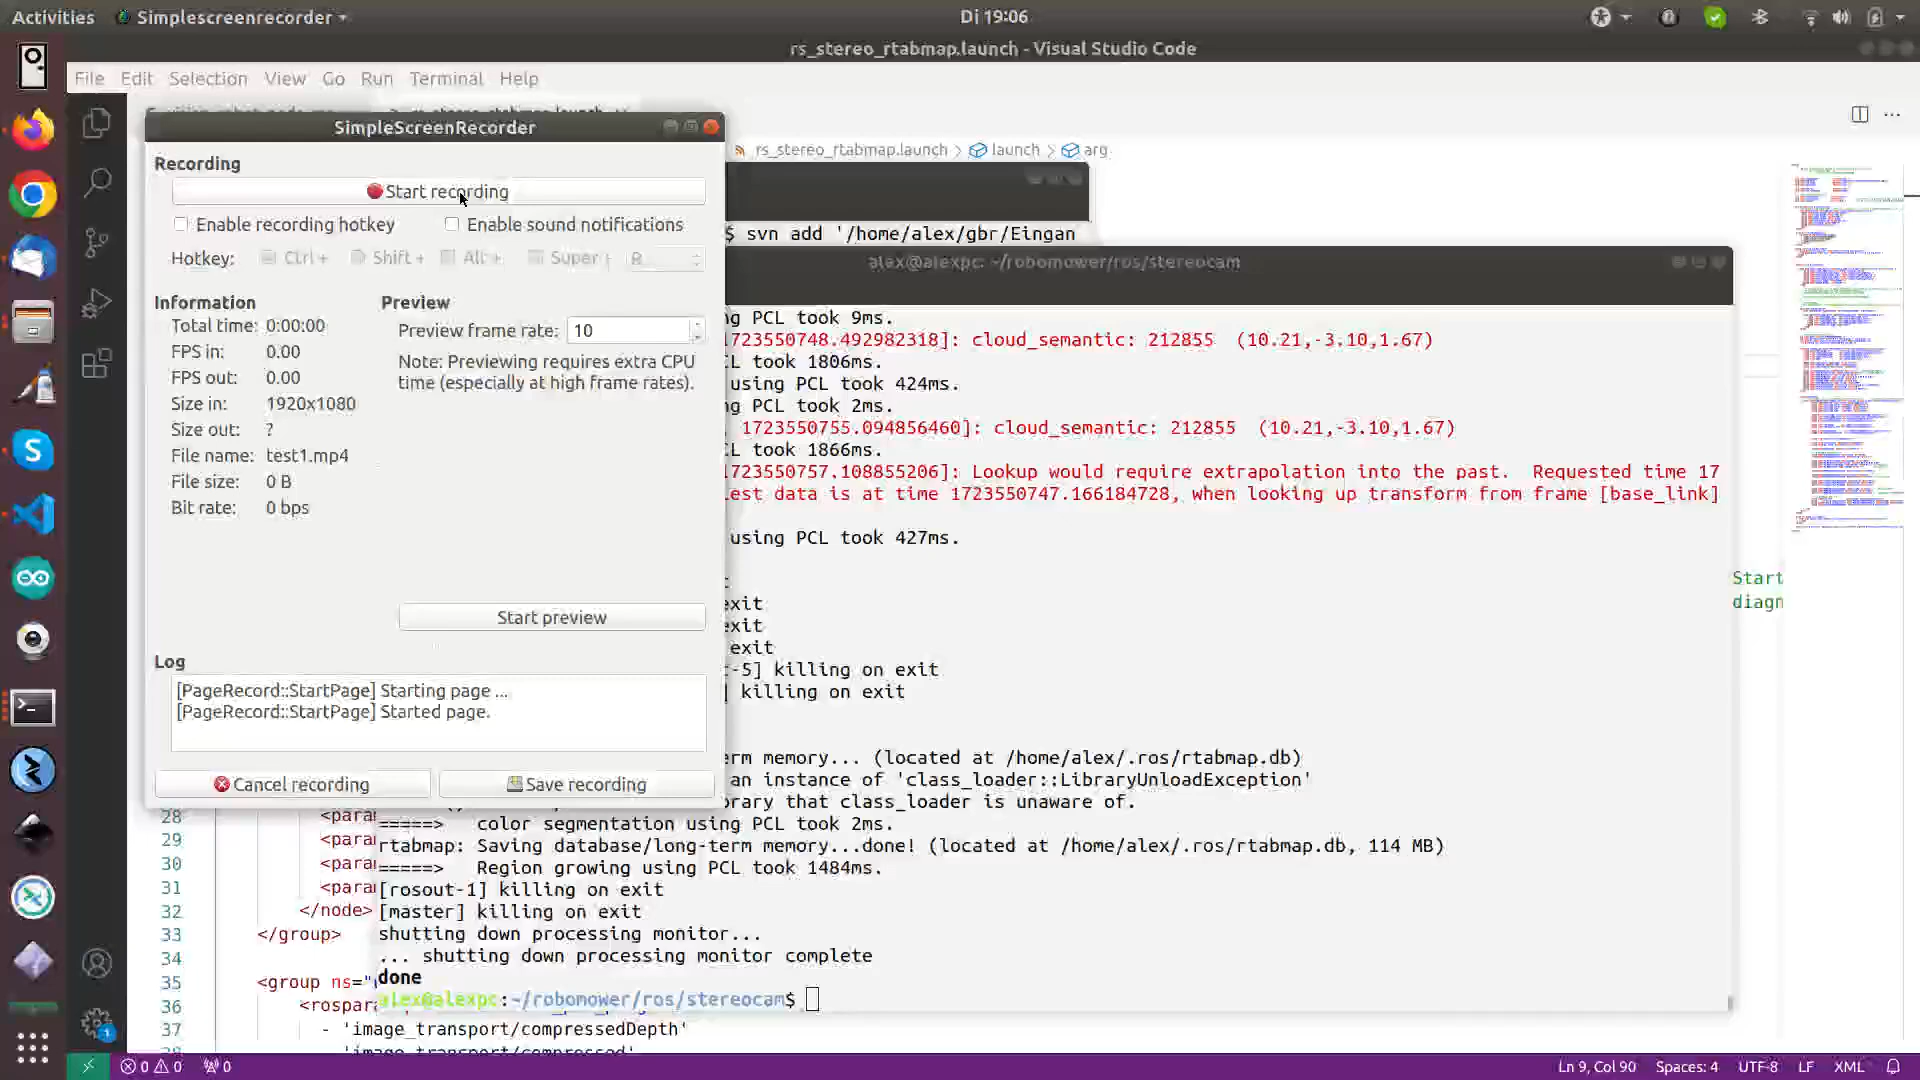 Activities
Simplescreenrecorder
Di 19:06
rs_stereo_rtabmap.launch - Visual Studio Code
File Edit Selection View Go Run Terminal Help
rs_stereo_rtabmap.launch > launch > arg
SimpleScreenRecorder
Recording
Start recording
Enable recording hotkey
Enable sound notifications
Hotkey: Ctrl + Shift + Alt + Super + R
Information
Total time: 0:00:00
FPS in: 0.00
FPS out: 0.00
Size in: 1920x1080
Size out: ?
File name: test1.mp4
File size: 0 B
Bit rate: 0 bps
Preview
Preview frame rate: 10
Note: Previewing requires extra CPU
time (especially at high frame rates).
Start preview
Log
[PageRecord::StartPage] Starting page ...
[PageRecord::StartPage] Started page.
Cancel recording
Save recording
$ svn add '/home/alex/gbr/Eingan
alex@alexpc: ~/robomower/ros/stereocam
ng PCL took 9ms.
1723550748.492982318]: cloud_semantic: 212855 (10.21,-3.10,1.67)
CL took 1806ms.
using PCL took 424ms.
ng PCL took 2ms.
1723550755.094856460]: cloud_semantic: 212855 (10.21,-3.10,1.67)
CL took 1866ms.
1723550757.108855206]: Lookup would require extrapolation into the past. Requested time 17
est data is at time 1723550747.166184728, when looking up transform from frame [base_link]
using PCL took 427ms.
exit
exit
exit
-5] killing on exit
] killing on exit
erm memory... (located at /home/alex/.ros/rtabmap.db)
an instance of 'class_loader::LibraryUnloadException'
brary that class_loader is unaware of.
=====> color segmentation using PCL took 2ms.
rtabmap: Saving database/long-term memory...done! (located at /home/alex/.ros/rtabmap.db, 114 MB)
=====> Region growing using PCL took 1484ms.
[rosout-1] killing on exit
[master] killing on exit
shutting down processing monitor...
... shutting down processing monitor complete
done
alex@alexpc:~/robomower/ros/stereocam$
Start
diagn
28 <para
29 <para
30 <para
31 <para
32 </node>
33 </group>
34
35 <group ns="
36 <rospara
37 - 'image_transport/compressedDepth'
38 'image_transport/compressed'
0 0 0
Ln 9, Col 90 Spaces: 4 UTF-8 LF XML